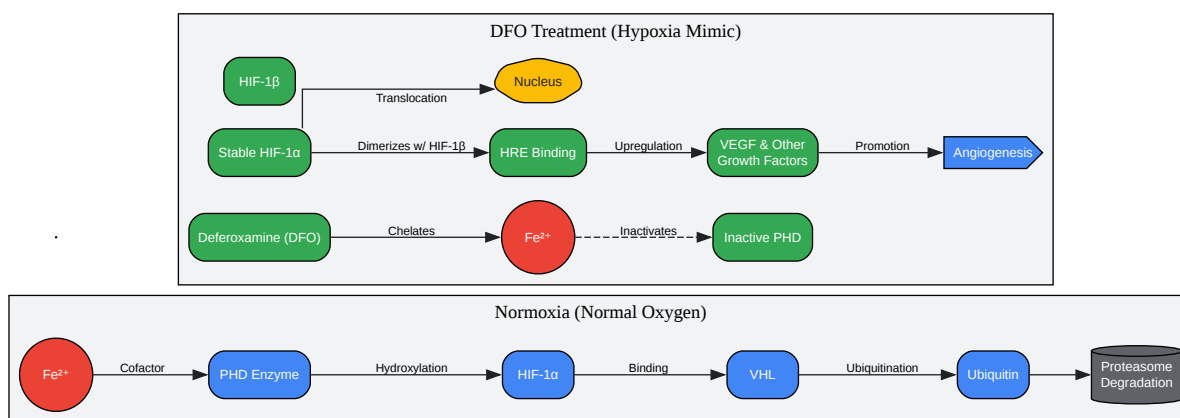 DFO Treatment (Hypoxia Mimic)
HIF-1β
Nucleus
Translocation
Stable HIF-1α
Dimerizes w/ HIF-1β
HRE Binding
Upregulation
VEGF & Other
Growth Factors
Promotion
Angiogenesis
Deferoxamine (DFO)
Chelates
Fe²⁺
Inactivates
Inactive PHD
.
Normoxia (Normal Oxygen)
Fe²⁺
Cofactor
PHD Enzyme
Hydroxylation
HIF-1α
Binding
VHL
Ubiquitination
Ubiquitin
Proteasome
Degradation